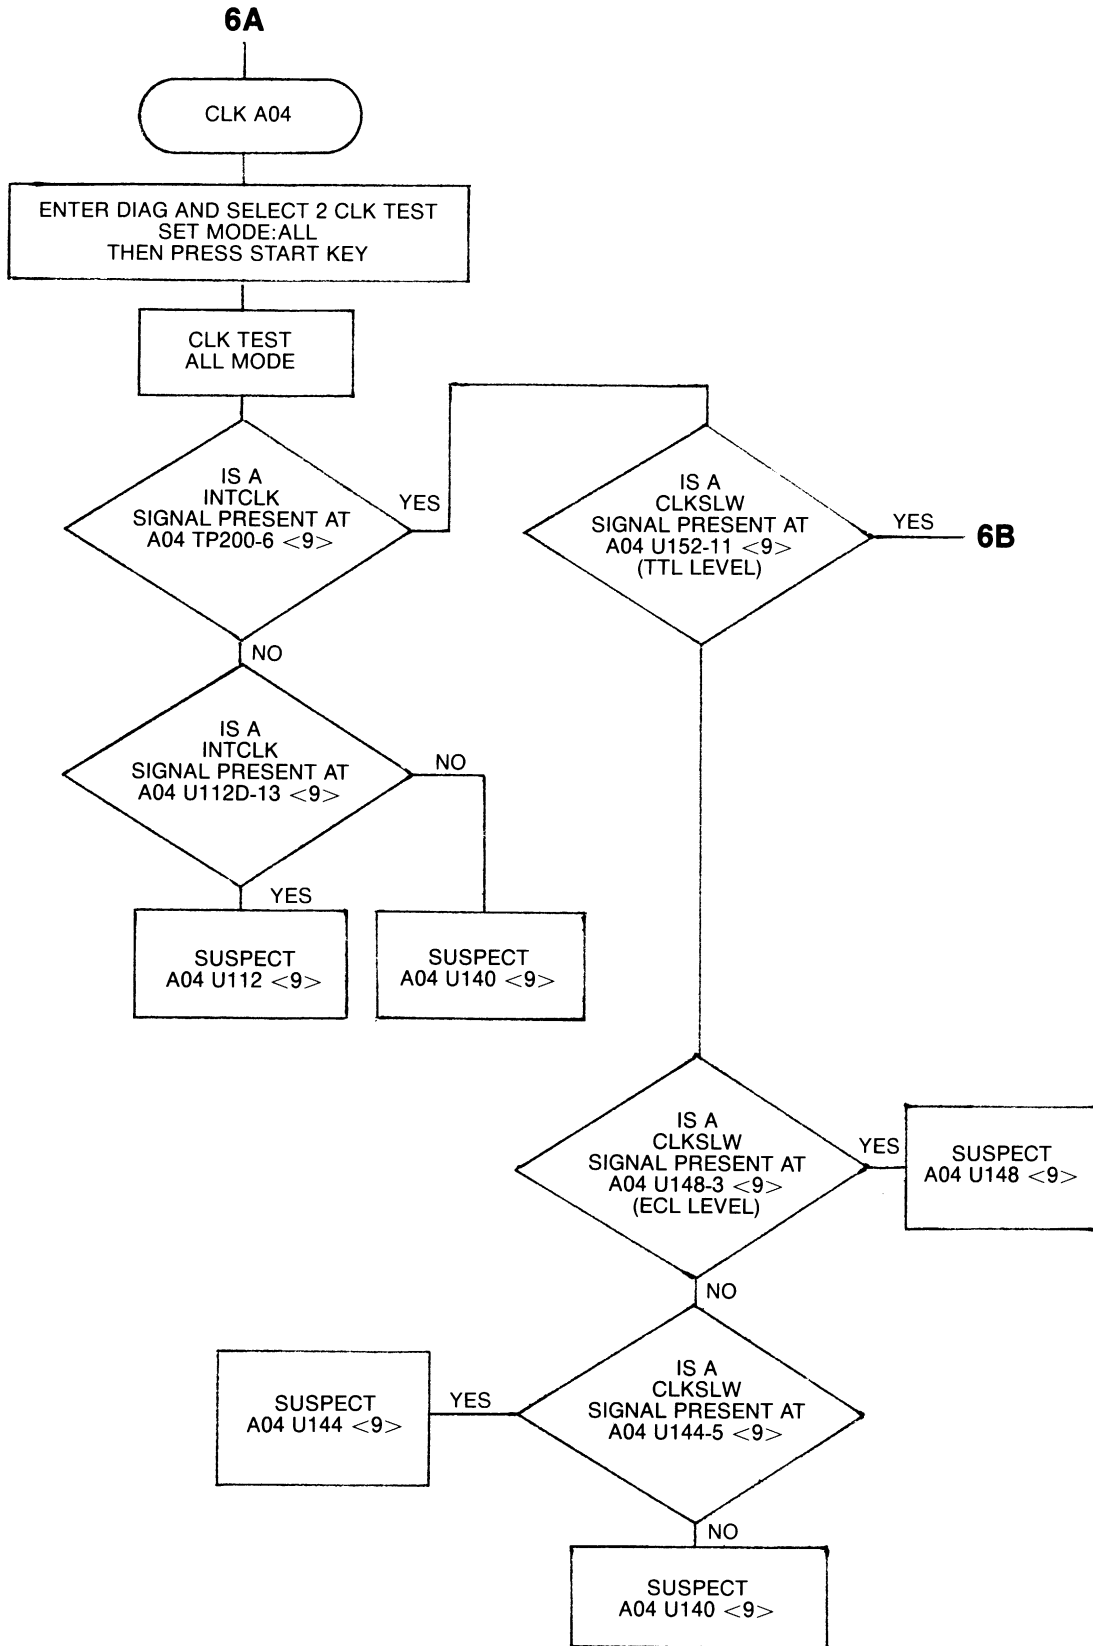 6A
CLK A04
ENTER DIAG AND SELECT 2 CLK TEST
SET MODE:ALL
THEN PRESS START KEY
CLK TEST
ALL MODE
IS A
INTCLK
SIGNAL PRESENT AT
A04 TP200-6 <9>
YES
IS A
CLKSLW
SIGNAL PRESENT AT
A04 U152-11 <9>
(TTL LEVEL)
YES
6B
NO
IS A
INTCLK
SIGNAL PRESENT AT
A04 U112D-13 <9>
NO
YES
SUSPECT
A04 U112 <9>
SUSPECT
A04 U140 <9>
IS A
CLKSLW
SIGNAL PRESENT AT
A04 U148-3 <9>
(ECL LEVEL)
YES
SUSPECT
A04 U148 <9>
NO
IS A
CLKSLW
SIGNAL PRESENT AT
A04 U144-5 <9>
YES
SUSPECT
A04 U144 <9>
NO
SUSPECT
A04 U140 <9>